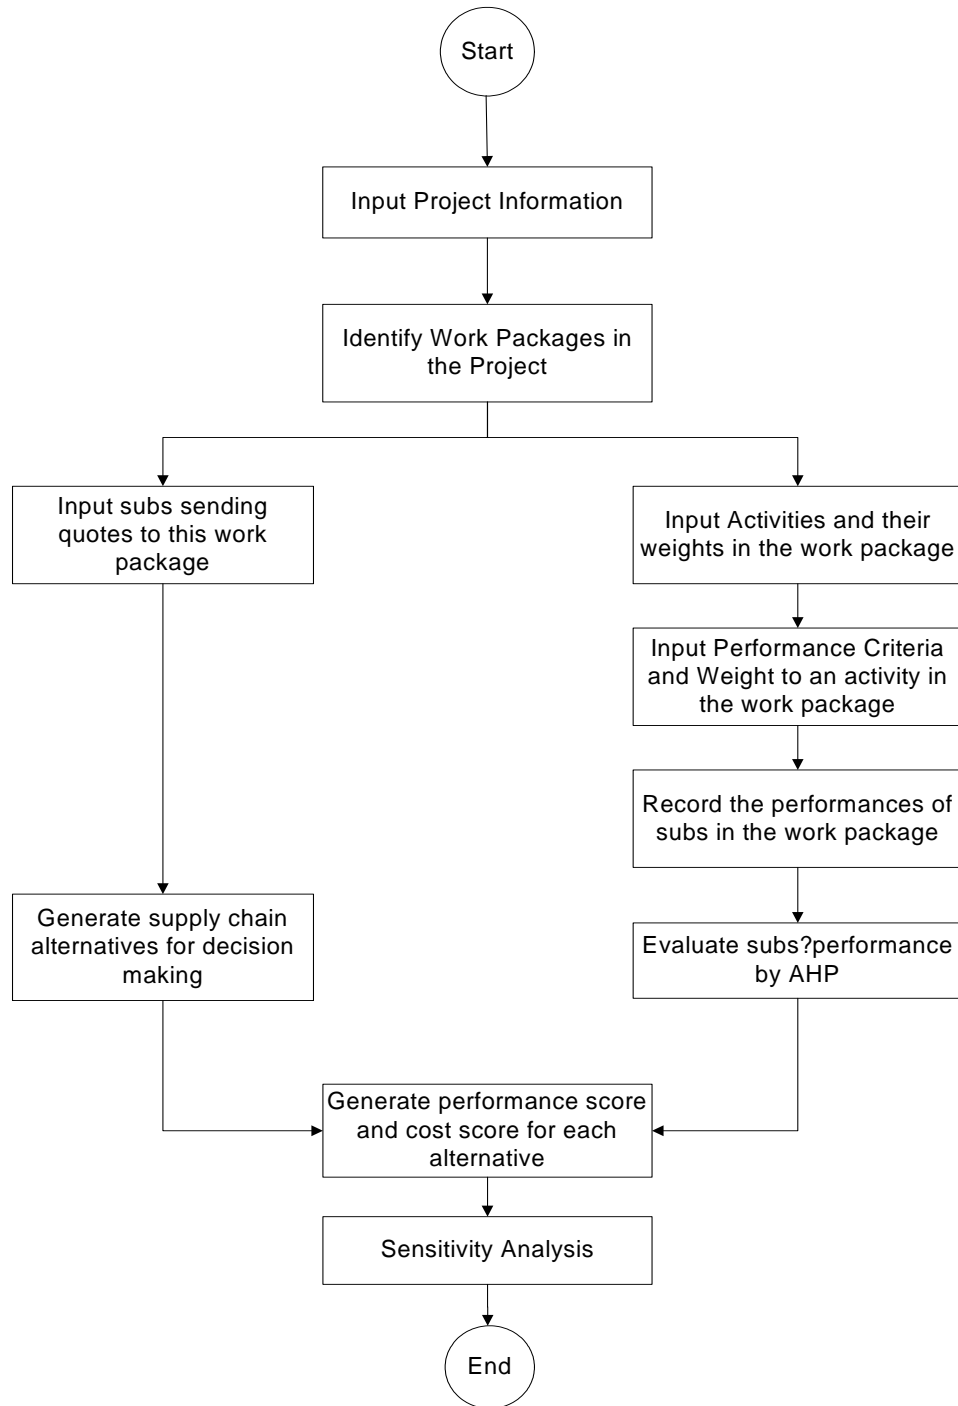 Start
Input Project Information
Identify Work Packages in
the Project
Input subs sending
quotes to this work
package
Generate supply chain
alternatives for decision
making
Input Activities and their
weights in the work package
Input Performance Criteria
and Weight to an activity in
the work package
Record the performances of
subs in the work package
Evaluate subs?performance
by AHP
Generate performance score
and cost score for each
alternative
Sensitivity Analysis
End